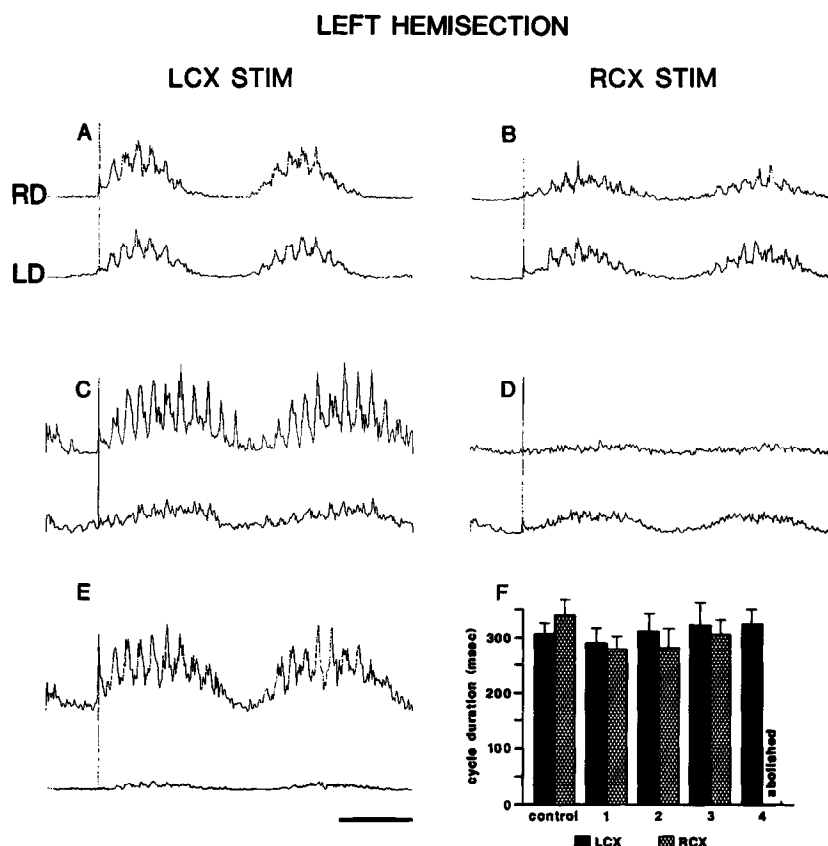 LEFT HEMISECTION
LCX STIM RCX STIM
A B
RD
LD
C D
E F
cycle duration (msec)
300
200
100
0
abolished
control 1 2 3 4
LCX RCX